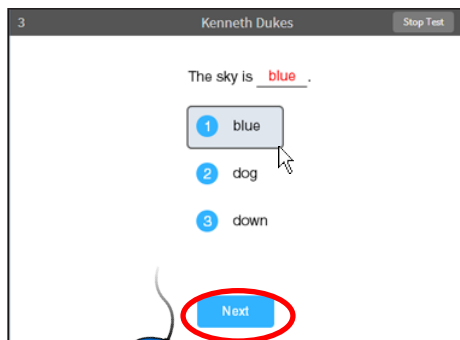 3 Kenneth Dukes Stop Test
The sky is blue .
1 blue
2 dog
3 down
Next